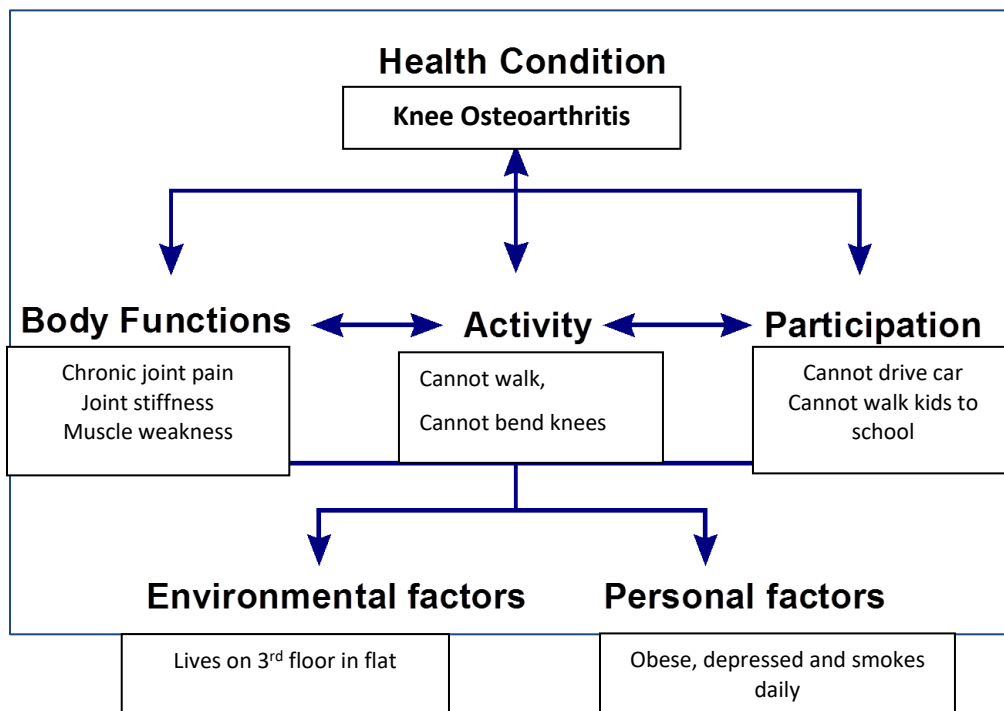 Health Condition
Knee Osteoarthritis
Body Functions
Activity
Participation
Chronic joint pain
Joint stiffness
Muscle weakness
Cannot walk,
Cannot bend knees
Cannot drive car
Cannot walk kids to
school
Environmental factors
Personal factors
Lives on 3rd floor in flat
Obese, depressed and smokes
daily